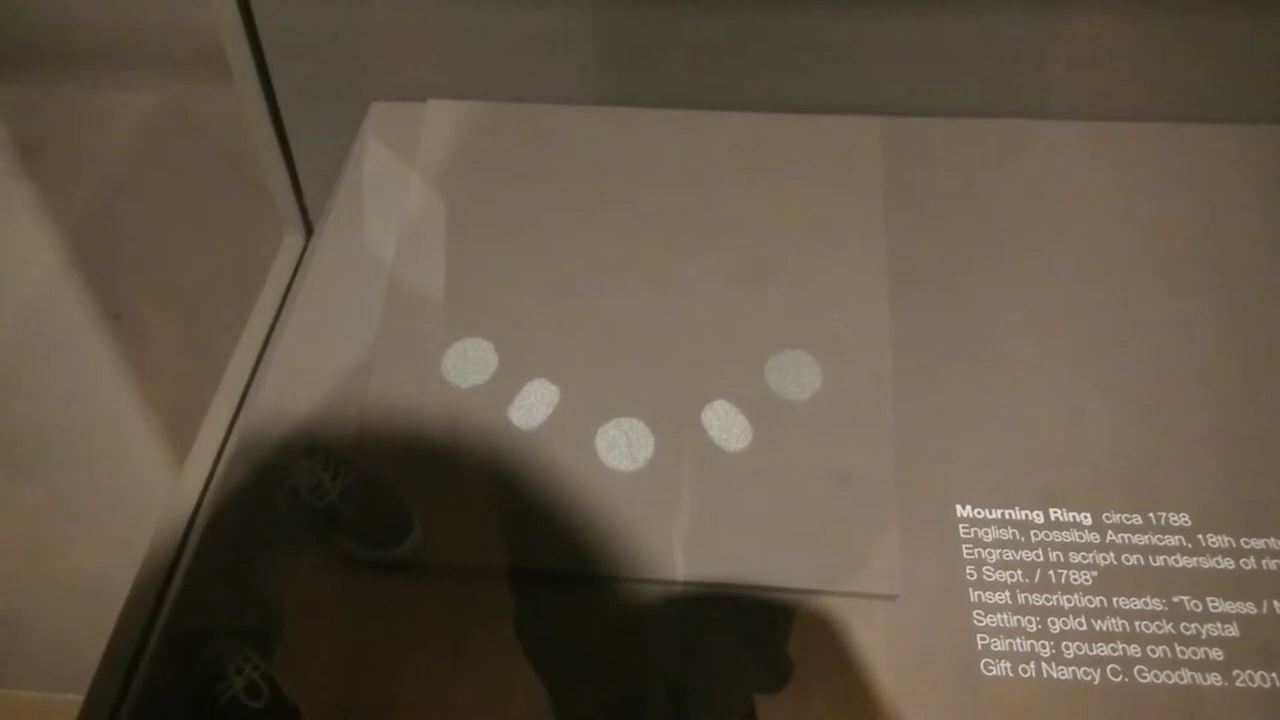 Mourning Ring circa 1788
English, possible American, 18th
Engraved in script on underside of
5 Sept. / 1788"
Inset inscription reads: "To Bless /
Setting: gold with rock crystal
Painting: gouache on bone
Gift of Nancy C. Goodhue. 2001